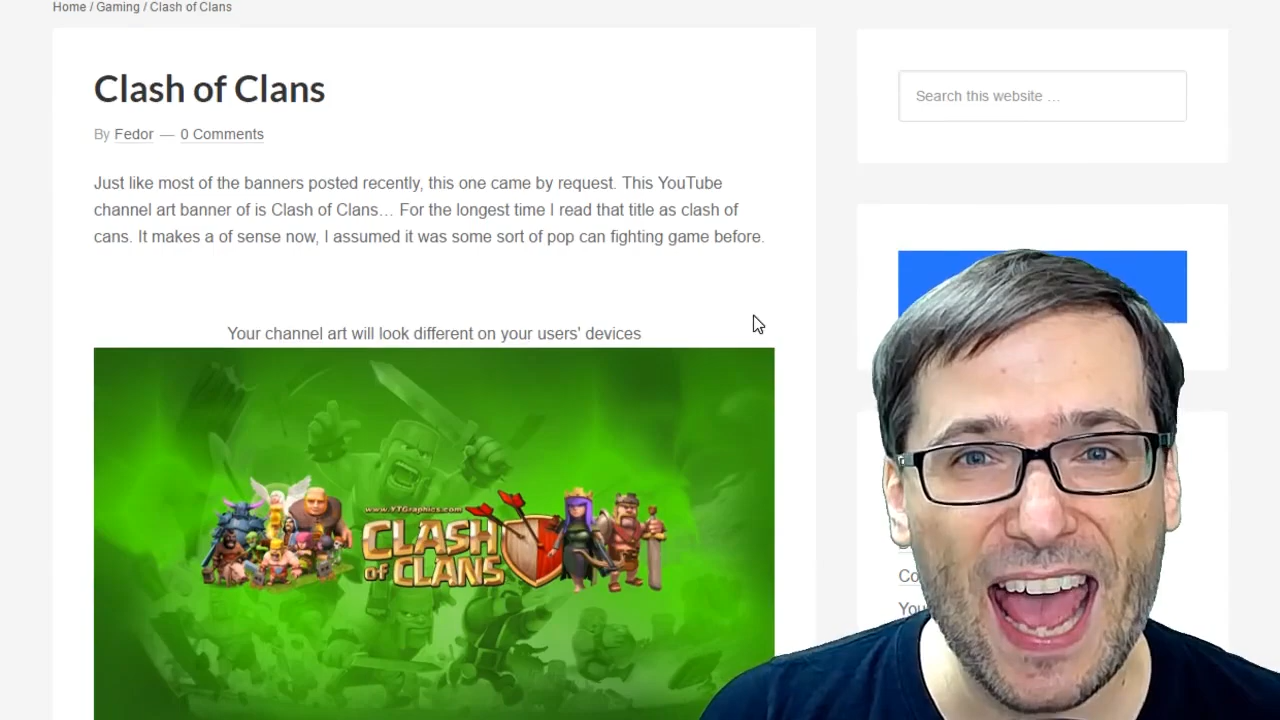 Home / Gaming / Clash of Clans
Clash of Clans
By Fedor — 0 Comments
Just like most of the banners posted recently, this one came by request. This YouTube
channel art banner of is Clash of Clans… For the longest time I read that title as clash of
cans. It makes a of sense now, I assumed it was some sort of pop can fighting game before.
Your channel art will look different on your users' devices
www.YTGraphics.com
CLASH
OF CLANS
Search this website …
Co
You